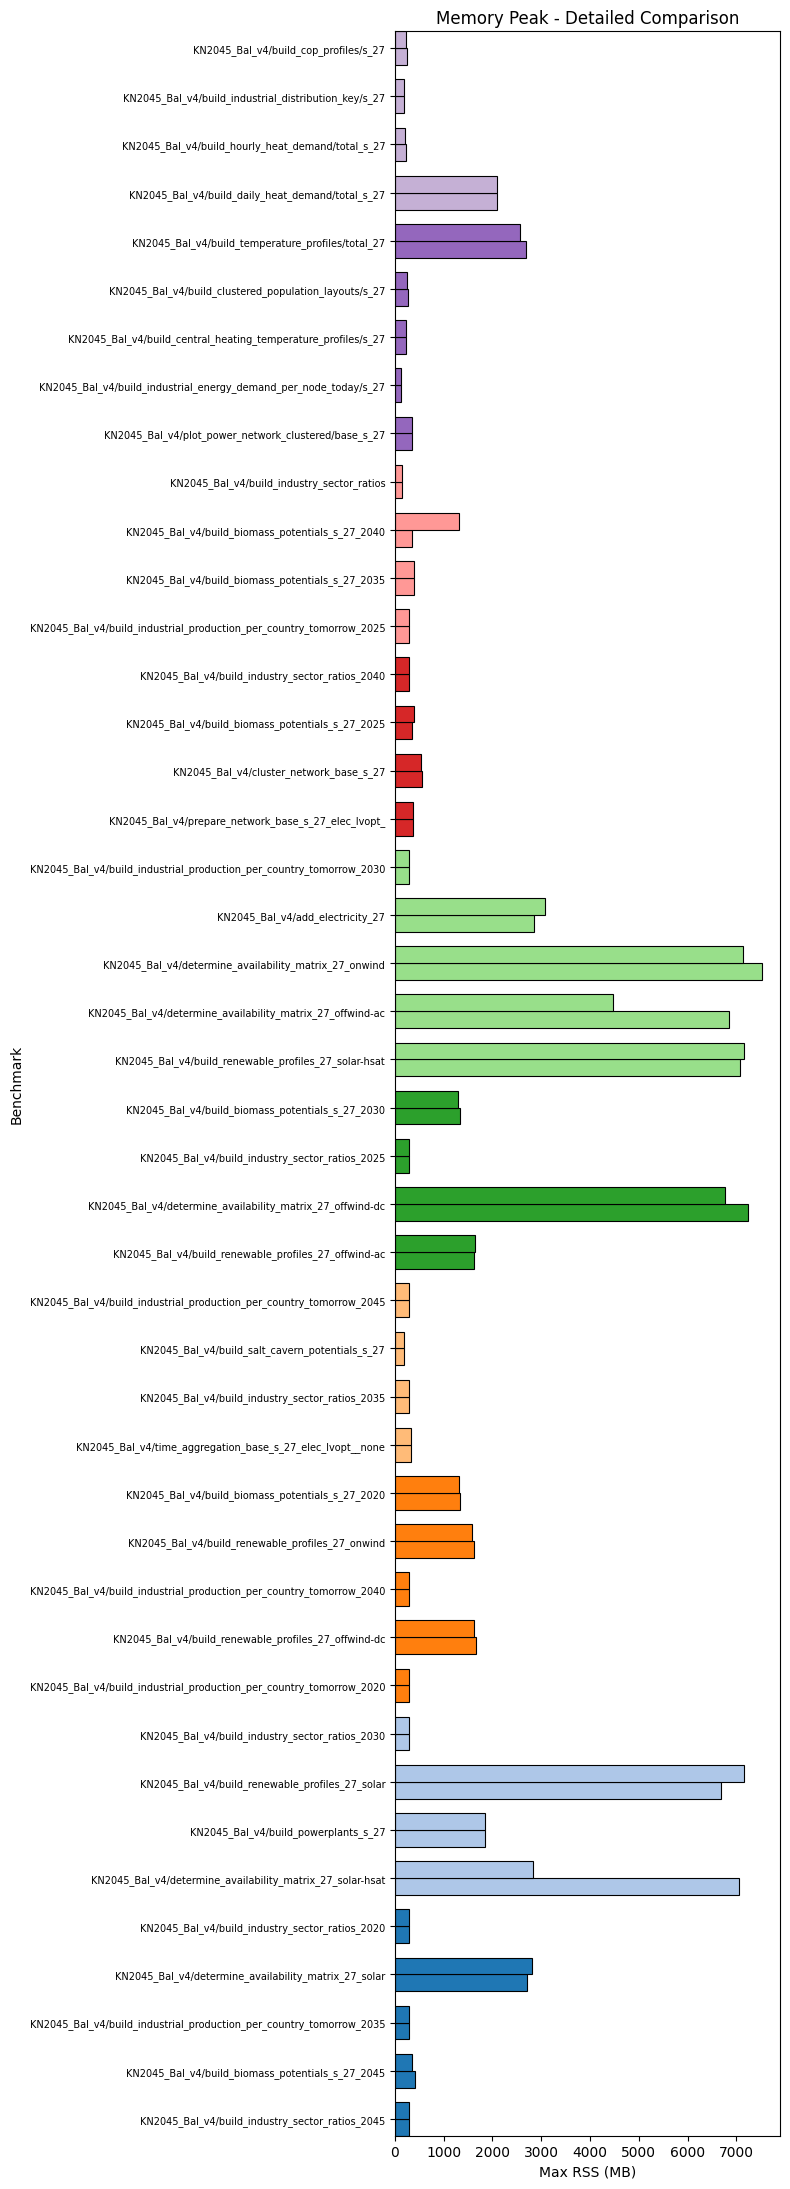 Memory Peak - Detailed Comparison
KN2045_Bal_v4/build_cop_profiles/s_27
KN2045_Bal_v4/build_industrial_distribution_key/s_27
KN2045_Bal_v4/build_hourly_heat_demand/total_s_27
KN2045_Bal_v4/build_daily_heat_demand/total_s_27
KN2045_Bal_v4/build_temperature_profiles/total_27
KN2045_Bal_v4/build_clustered_population_layouts/s_27
KN2045_Bal_v4/build_central_heating_temperature_profiles/s_27
KN2045_Bal_v4/build_industrial_energy_demand_per_node_today/s_27
KN2045_Bal_v4/plot_power_network_clustered/base_s_27
KN2045_Bal_v4/build_industry_sector_ratios
KN2045_Bal_v4/build_biomass_potentials_s_27_2040
KN2045_Bal_v4/build_biomass_potentials_s_27_2035
KN2045_Bal_v4/build_industrial_production_per_country_tomorrow_2025
KN2045_Bal_v4/build_industry_sector_ratios_2040
KN2045_Bal_v4/build_biomass_potentials_s_27_2025
KN2045_Bal_v4/cluster_network_base_s_27
KN2045_Bal_v4/prepare_network_base_s_27_elec_lvopt_
KN2045_Bal_v4/build_industrial_production_per_country_tomorrow_2030
KN2045_Bal_v4/add_electricity_27
KN2045_Bal_v4/determine_availability_matrix_27_onwind
KN2045_Bal_v4/determine_availability_matrix_27_offwind-ac
KN2045_Bal_v4/build_renewable_profiles_27_solar-hsat
KN2045_Bal_v4/build_biomass_potentials_s_27_2030
KN2045_Bal_v4/build_industry_sector_ratios_2025
KN2045_Bal_v4/determine_availability_matrix_27_offwind-dc
KN2045_Bal_v4/build_renewable_profiles_27_offwind-ac
KN2045_Bal_v4/build_industrial_production_per_country_tomorrow_2045
KN2045_Bal_v4/build_salt_cavern_potentials_s_27
KN2045_Bal_v4/build_industry_sector_ratios_2035
KN2045_Bal_v4/time_aggregation_base_s_27_elec_lvopt__none
KN2045_Bal_v4/build_biomass_potentials_s_27_2020
KN2045_Bal_v4/build_renewable_profiles_27_onwind
KN2045_Bal_v4/build_industrial_production_per_country_tomorrow_2040
KN2045_Bal_v4/build_renewable_profiles_27_offwind-dc
KN2045_Bal_v4/build_industrial_production_per_country_tomorrow_2020
KN2045_Bal_v4/build_industry_sector_ratios_2030
KN2045_Bal_v4/build_renewable_profiles_27_solar
KN2045_Bal_v4/build_powerplants_s_27
KN2045_Bal_v4/determine_availability_matrix_27_solar-hsat
KN2045_Bal_v4/build_industry_sector_ratios_2020
KN2045_Bal_v4/determine_availability_matrix_27_solar
KN2045_Bal_v4/build_industrial_production_per_country_tomorrow_2035
KN2045_Bal_v4/build_biomass_potentials_s_27_2045
KN2045_Bal_v4/build_industry_sector_ratios_2045
Benchmark
0 1000 2000 3000 4000 5000 6000 7000
Max RSS (MB)